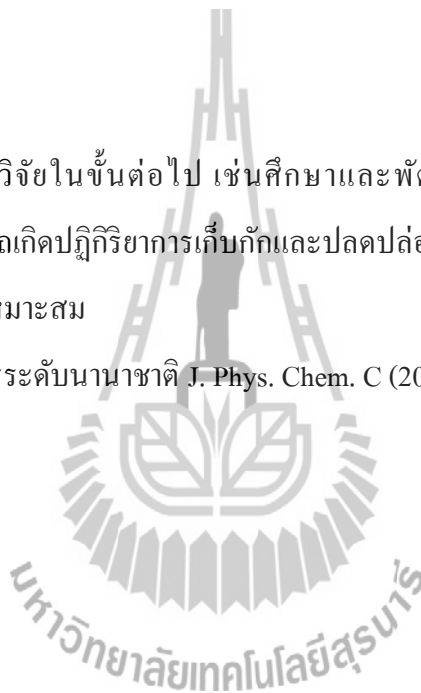 วิจัยในขั้นต่อไป เช่นศึกษาและพัฒ
ถเกิดปฏิกิริยาการเก็บกักและปลดปล่อ
หมาะสม
รระดับนานาชาติ J. Phys. Chem. C (20
มหาวิทยาลัยเทคโนโลยีสุรนารี